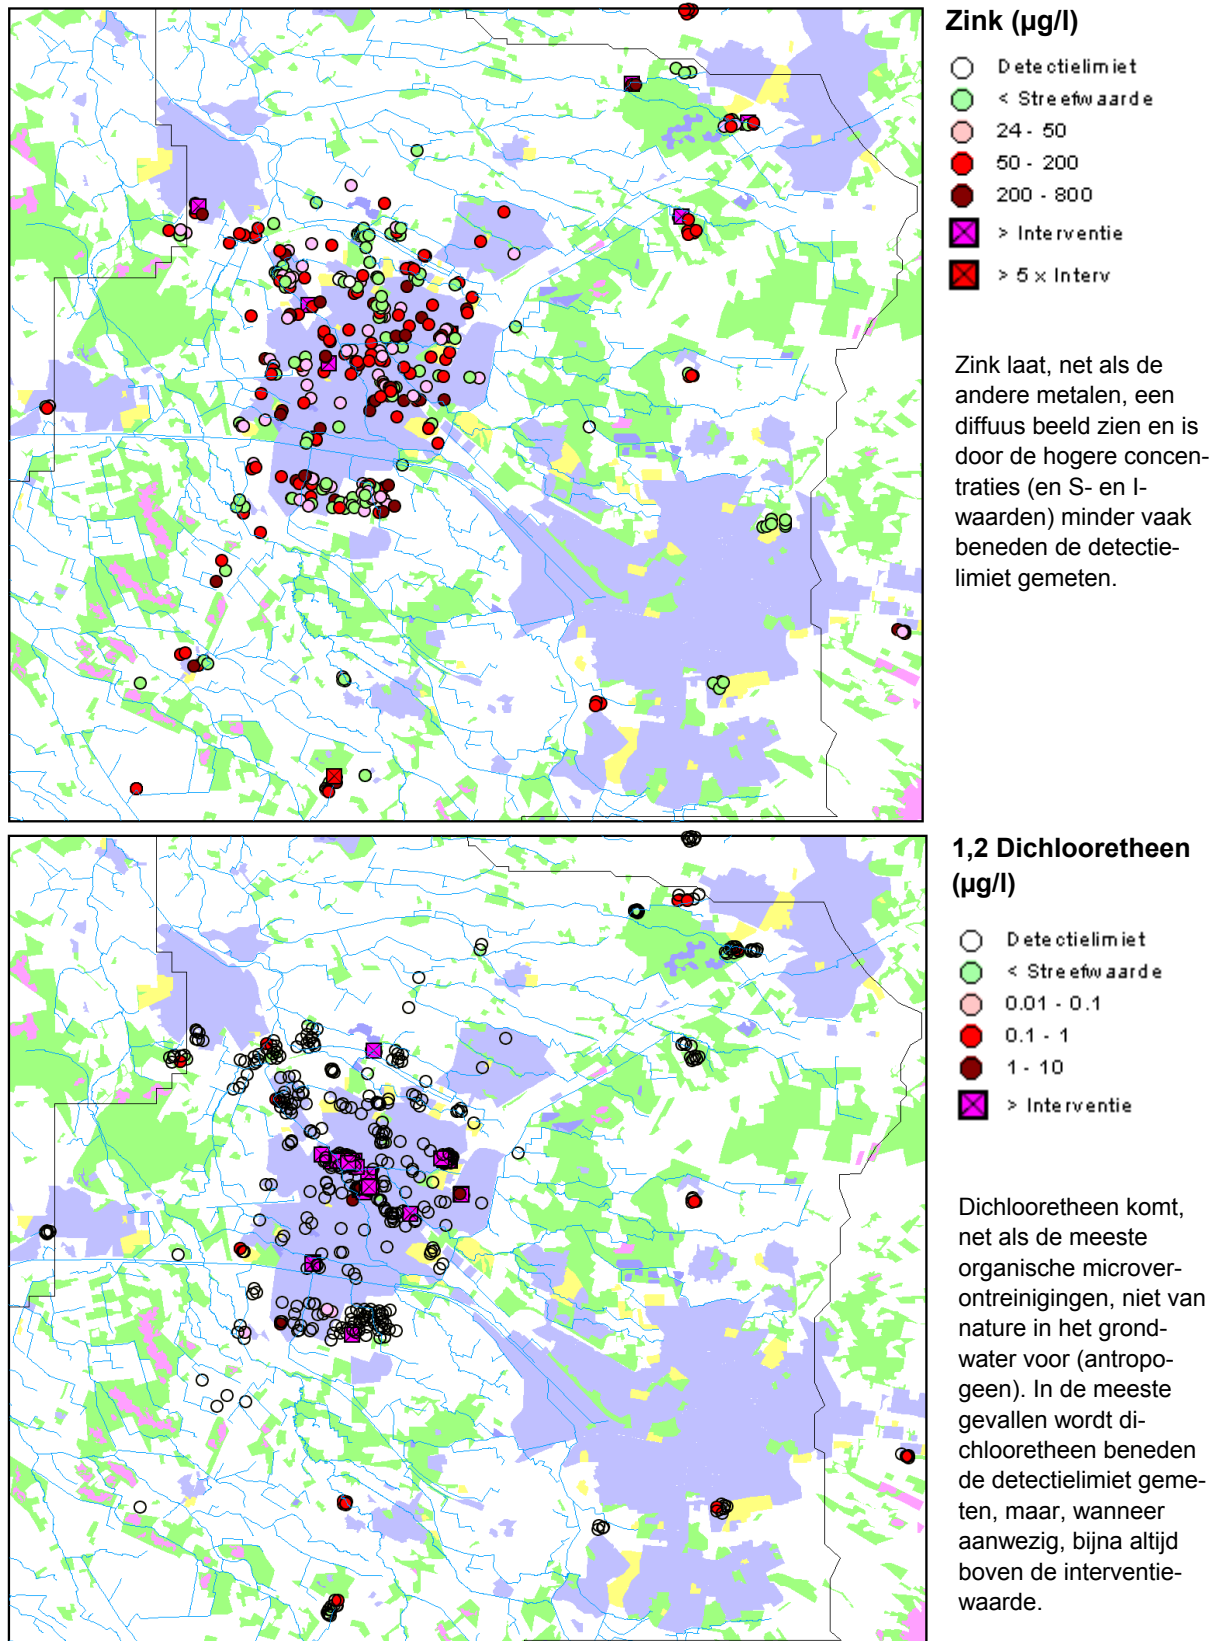 Zink (µg/l)
Detectielimiet
< Streefwaarde
24 - 50
50 - 200
200 - 800
> Interventie
> 5 x Interv
Zink laat, net als de
andere metalen, een
diffuus beeld zien en is
door de hogere concen-
traties (en S- en I-
waarden) minder vaak
beneden de detectie-
limiet gemeten.
1,2 Dichlooretheen
(µg/l)
Detectielimiet
< Streefwaarde
0.01 - 0.1
0.1 - 1
1 - 10
> Interventie
Dichlooretheen komt,
net als de meeste
organische microver-
ontreinigingen, niet van
nature in het grond-
water voor (antropo-
geen). In de meeste
gevallen wordt di-
chlooretheen beneden
de detectielimiet geme-
ten, maar, wanneer
aanwezig, bijna altijd
boven de interventie-
waarde.